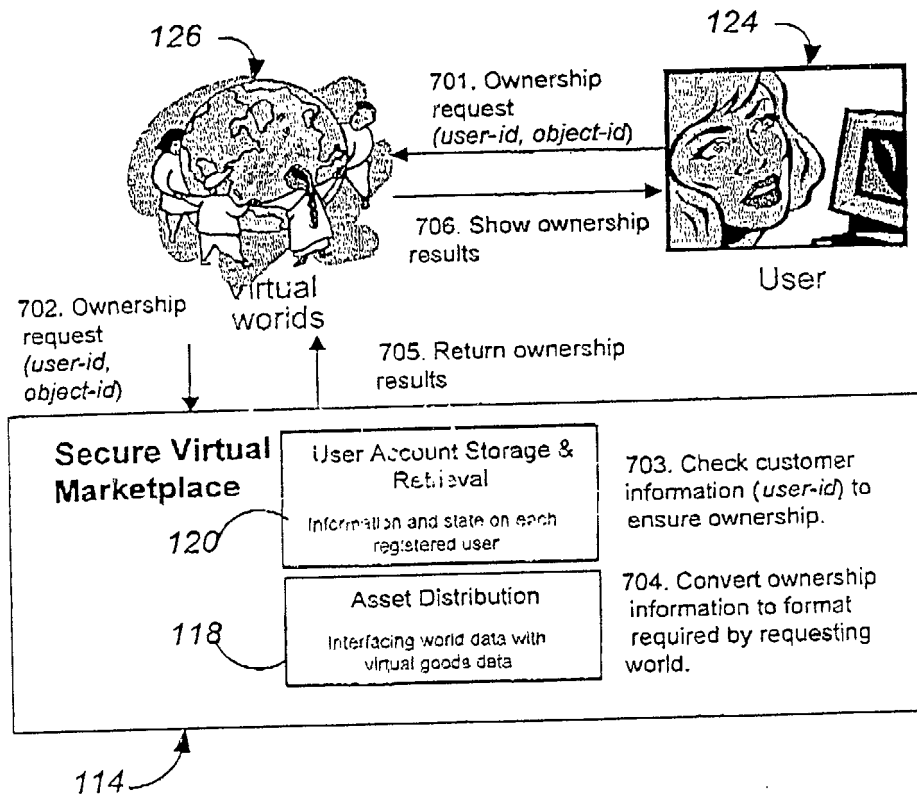 126
124
701. Ownership
request
(user-id, object-id)
706. Show ownership
results
User
Virtual
worlds
702. Ownership
request
(user-id,
object-id)
705. Return ownership
results
Secure Virtual
Marketplace
User Account Storage &
Retrieval
Information and state on each
registered user
120
703. Check customer
information (user-id) to
ensure ownership.
Asset Distribution
Interfacing world data with
virtual goods data
118
704. Convert ownership
information to format
required by requesting
world.
114